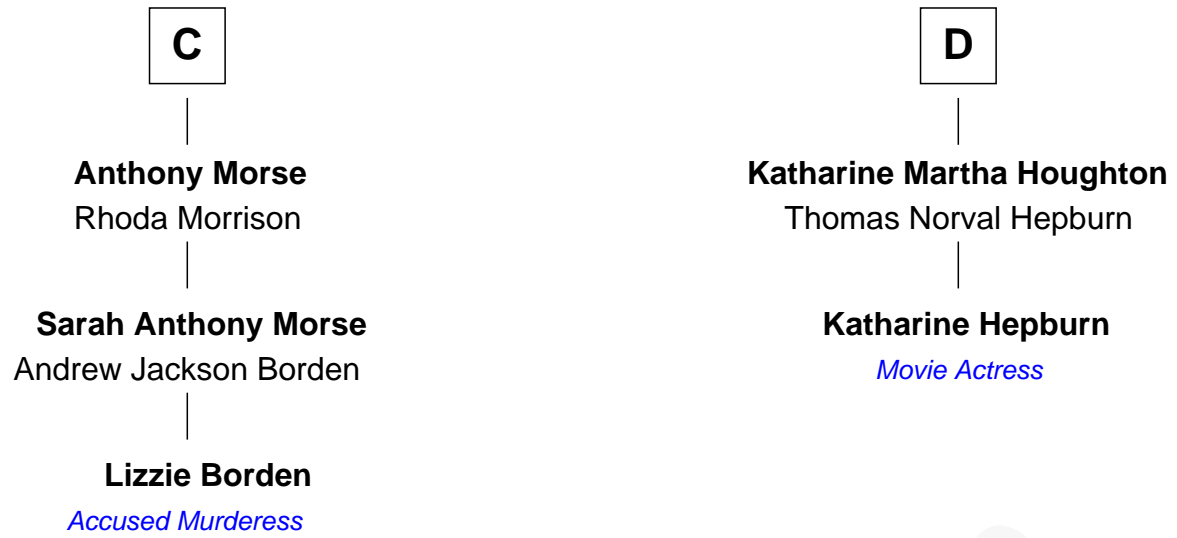 C
Anthony Morse
Rhoda Morrison
Sarah Anthony Morse
Andrew Jackson Borden
Lizzie Borden
Accused Murderess
D
Katharine Martha Houghton
Thomas Norval Hepburn
Katharine Hepburn
Movie Actress